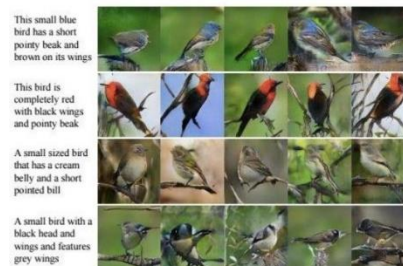 This small blue
bird has a short
pointy beak and
brown on its wings
This bird is
completely red
with black wings
and pointy beak
A small sized bird
that has a cream
belly and a short
pointed bill
A small bird with a
black head and
wings and features
grey wings